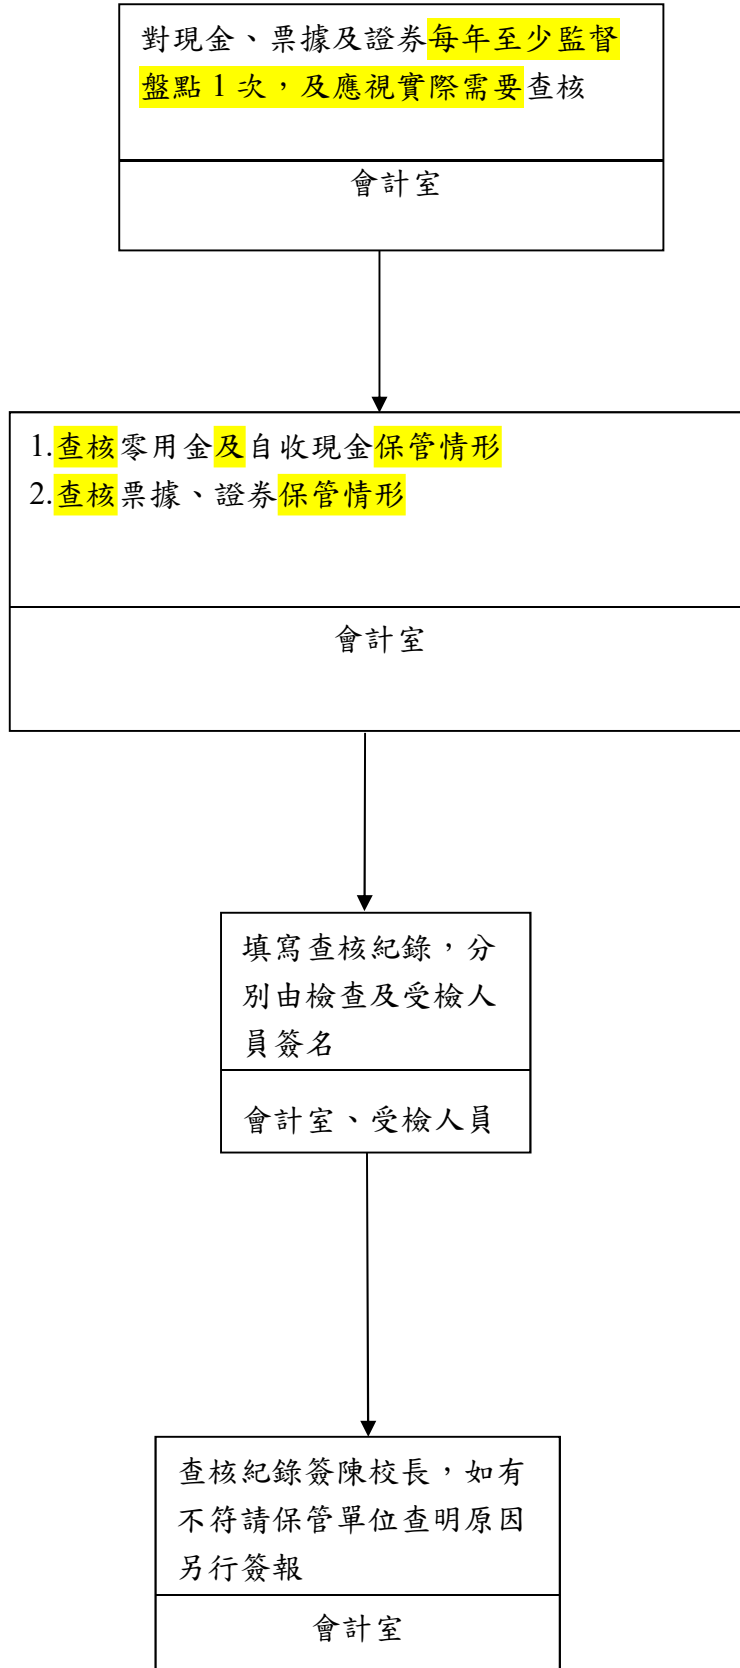 對現金、票據及證券每年至少監督
盤點 1 次，及應視實際需要查核
會計室
1.查核零用金及自收現金保管情形
2.查核票據、證券保管情形
會計室
填寫查核紀錄，分
別由檢查及受檢人
員簽名
會計室、受檢人員
查核紀錄簽陳校長，如有
不符請保管單位查明原因
另行簽報
會計室